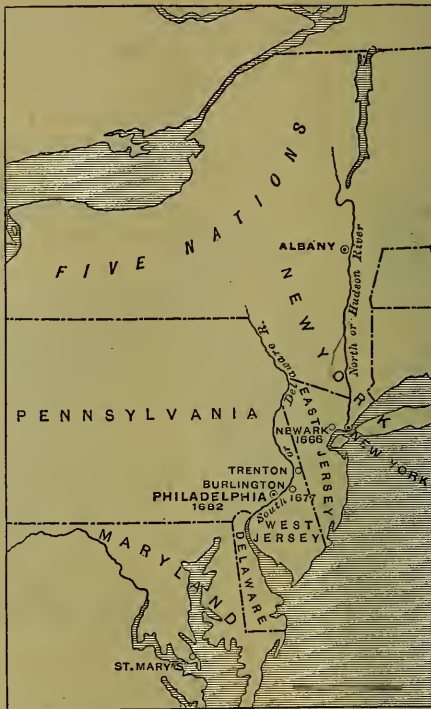 FIVE NATIONS
ALBANY
North or Hudson River
NEW YORK
South or Delaware R.
PENNSYLVANIA
EAST JERSEY
NEWARK
1666
NEW YORK
TRENTON
BURLINGTON
1677
PHILADELPHIA
1682
WEST
JERSEY
MARYLAND
DELAWARE
ST. MARY'S